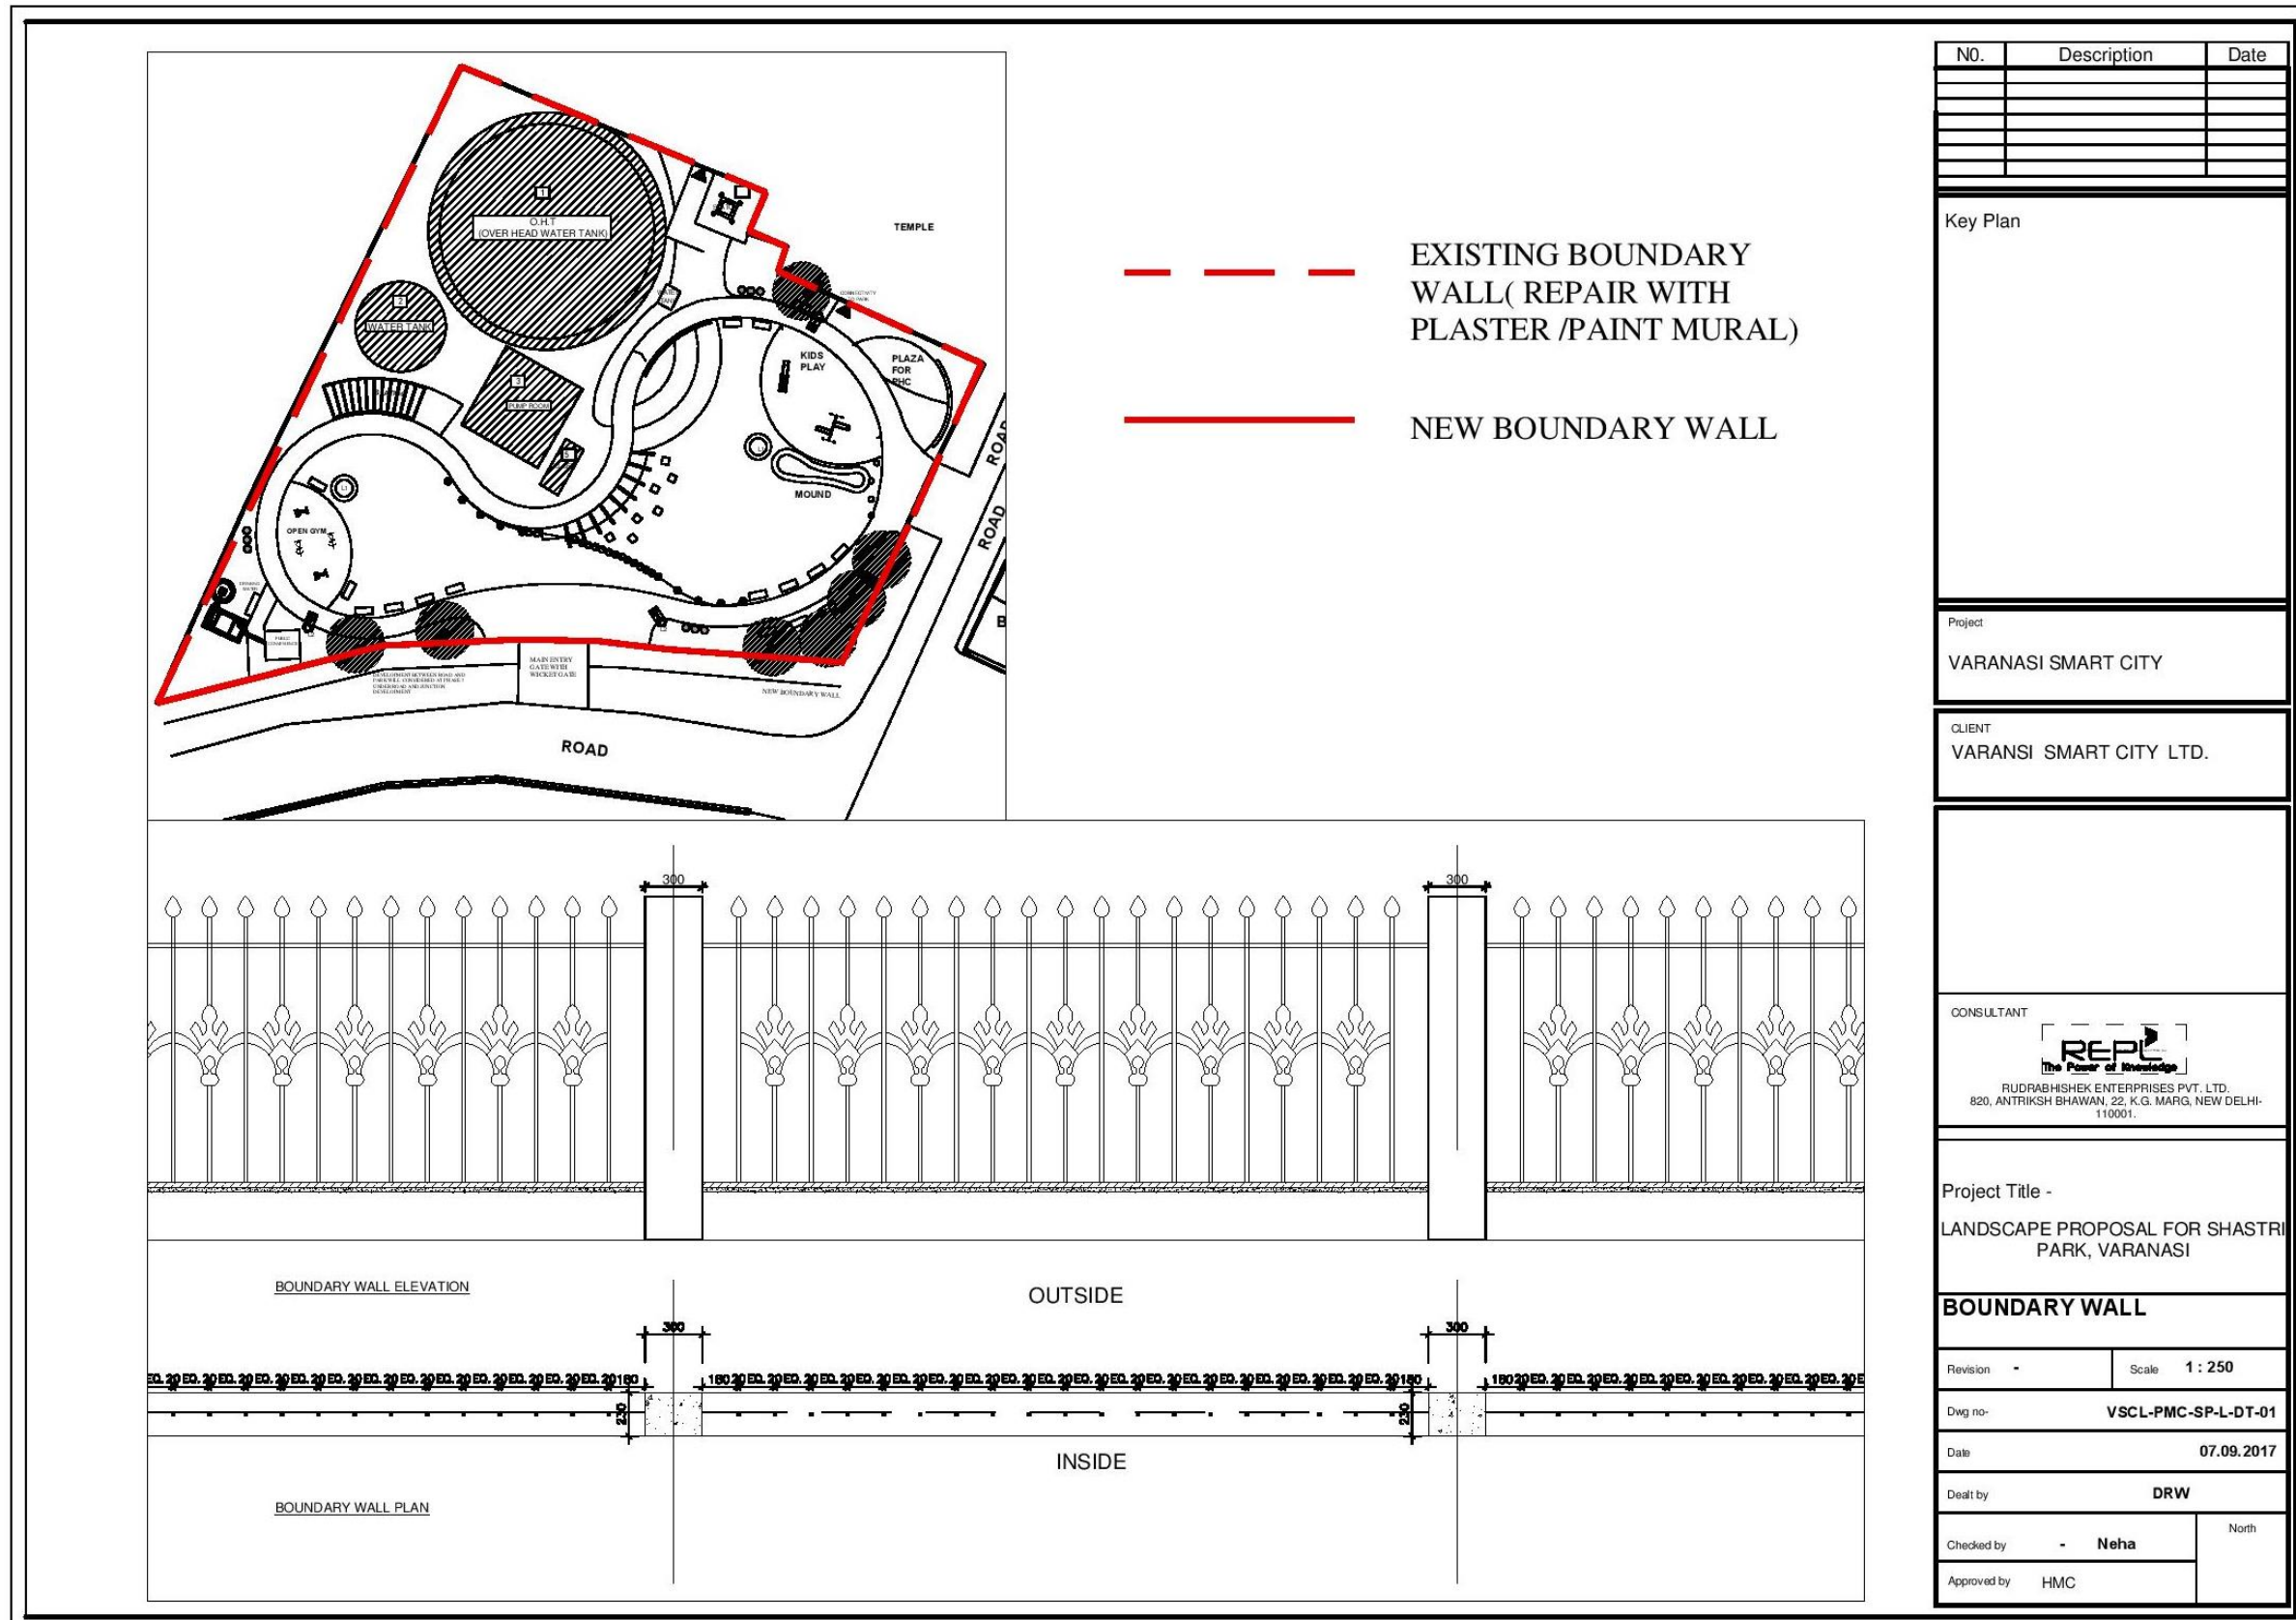 1
O.H.T
(OVER HEAD WATER TANK)
TEMPLE
2
WATER TANK
3
PUMP ROOM
5
KIDS
PLAY
PLAZA
FOR
PHC
MOUND
OPEN GYM
ROAD
ROAD
B
MAIN ENTRY
GATE WITH
WICKET GATE
NEW BOUNDARY WALL
ROAD
EXISTING BOUNDARY
WALL( REPAIR WITH
PLASTER /PAINT MURAL)
NEW BOUNDARY WALL
300
300
BOUNDARY WALL ELEVATION
OUTSIDE
300
300
230
230
INSIDE
BOUNDARY WALL PLAN
N0. Description Date
Key Plan
Project
VARANASI SMART CITY
CLIENT
VARANSI SMART CITY LTD.
CONSULTANT
REPL
The Power of Knowledge
RUDRABHISHEK ENTERPRISES PVT. LTD.
820, ANTRIKSH BHAWAN, 22, K.G. MARG, NEW DELHI-
110001.
Project Title -
LANDSCAPE PROPOSAL FOR SHASTRI
PARK, VARANASI
BOUNDARY WALL
Revision - Scale 1 : 250
Dwg no- VSCL-PMC-SP-L-DT-01
Date 07.09.2017
Dealt by DRW
Checked by - Neha
North
Approved by HMC